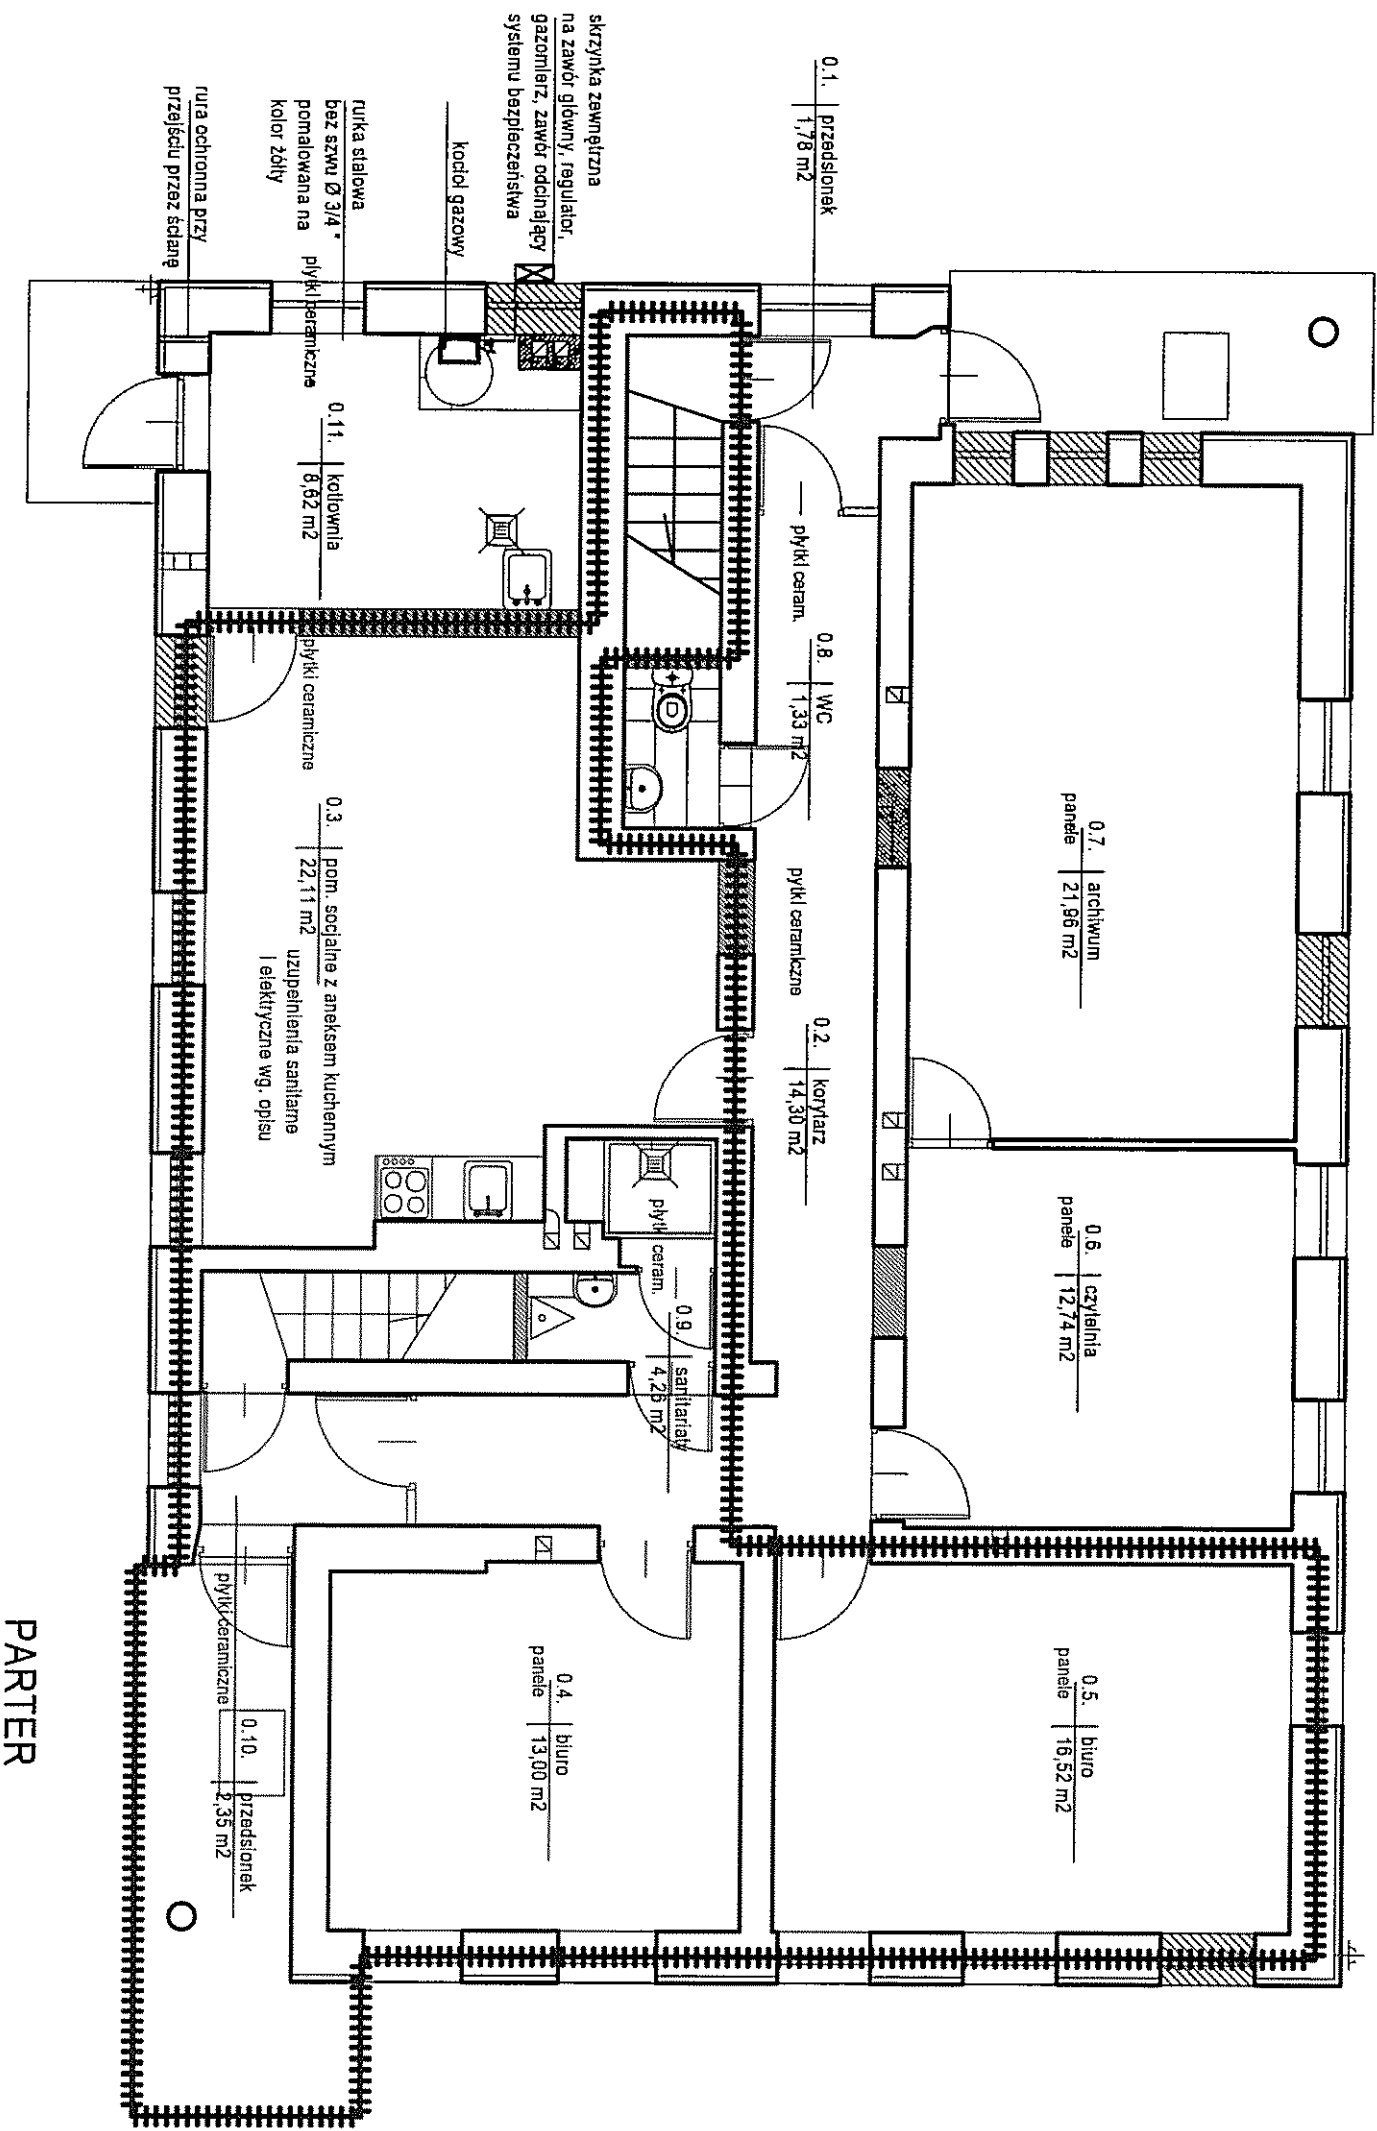 skrzynka zewnętrzna
na zawór główny, regulator,
gazomierz, zawór odcinający
systemu bezpieczeństwa
kocioł gazowy
rurka stalowa
bez szwu Ø 3/4 "
pomalowana na
kolor żółty
rura ochronna przy
przejściu przez ścianę
0.1. przedsionek
1,78 m2
płytki ceramiczne
0.11. kotłownia
8,62 m2
płytki ceram.
0.8. WC
1,33 m2
0.7. archiwum
panele 21,96 m2
płytki ceramiczne
0.3. pom. socjalne z aneksem kuchennym
22,11 m2
uzupełnienia sanitarne
i elektryczne wg. opisu
pytki ceramiczne
0.2. korytarz
14,30 m2
0.6. czytelnia
panele 12,74 m2
płytki ceram.
0.9. sanitariaty
4,26 m2
0.5. biuro
panele 16,52 m2
0.4. biuro
panele 13,00 m2
płytki ceramiczne
0.10. przedsionek
2,35 m2
PARTER